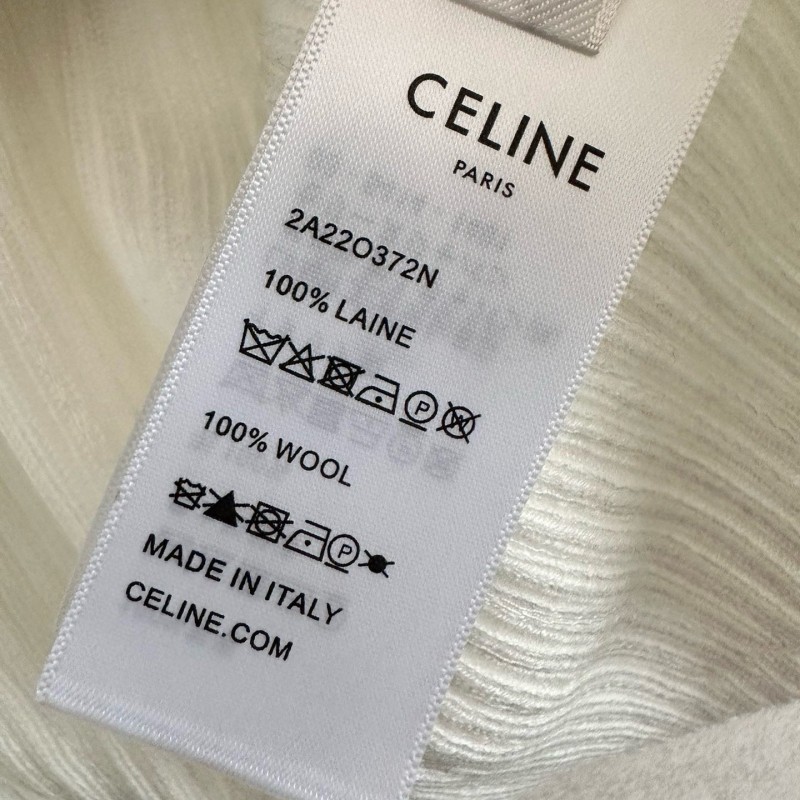 CELINE
PARIS
2A22O372N
100% LAINE
P
100% WOOL
P
MADE IN ITALY
CELINE.COM